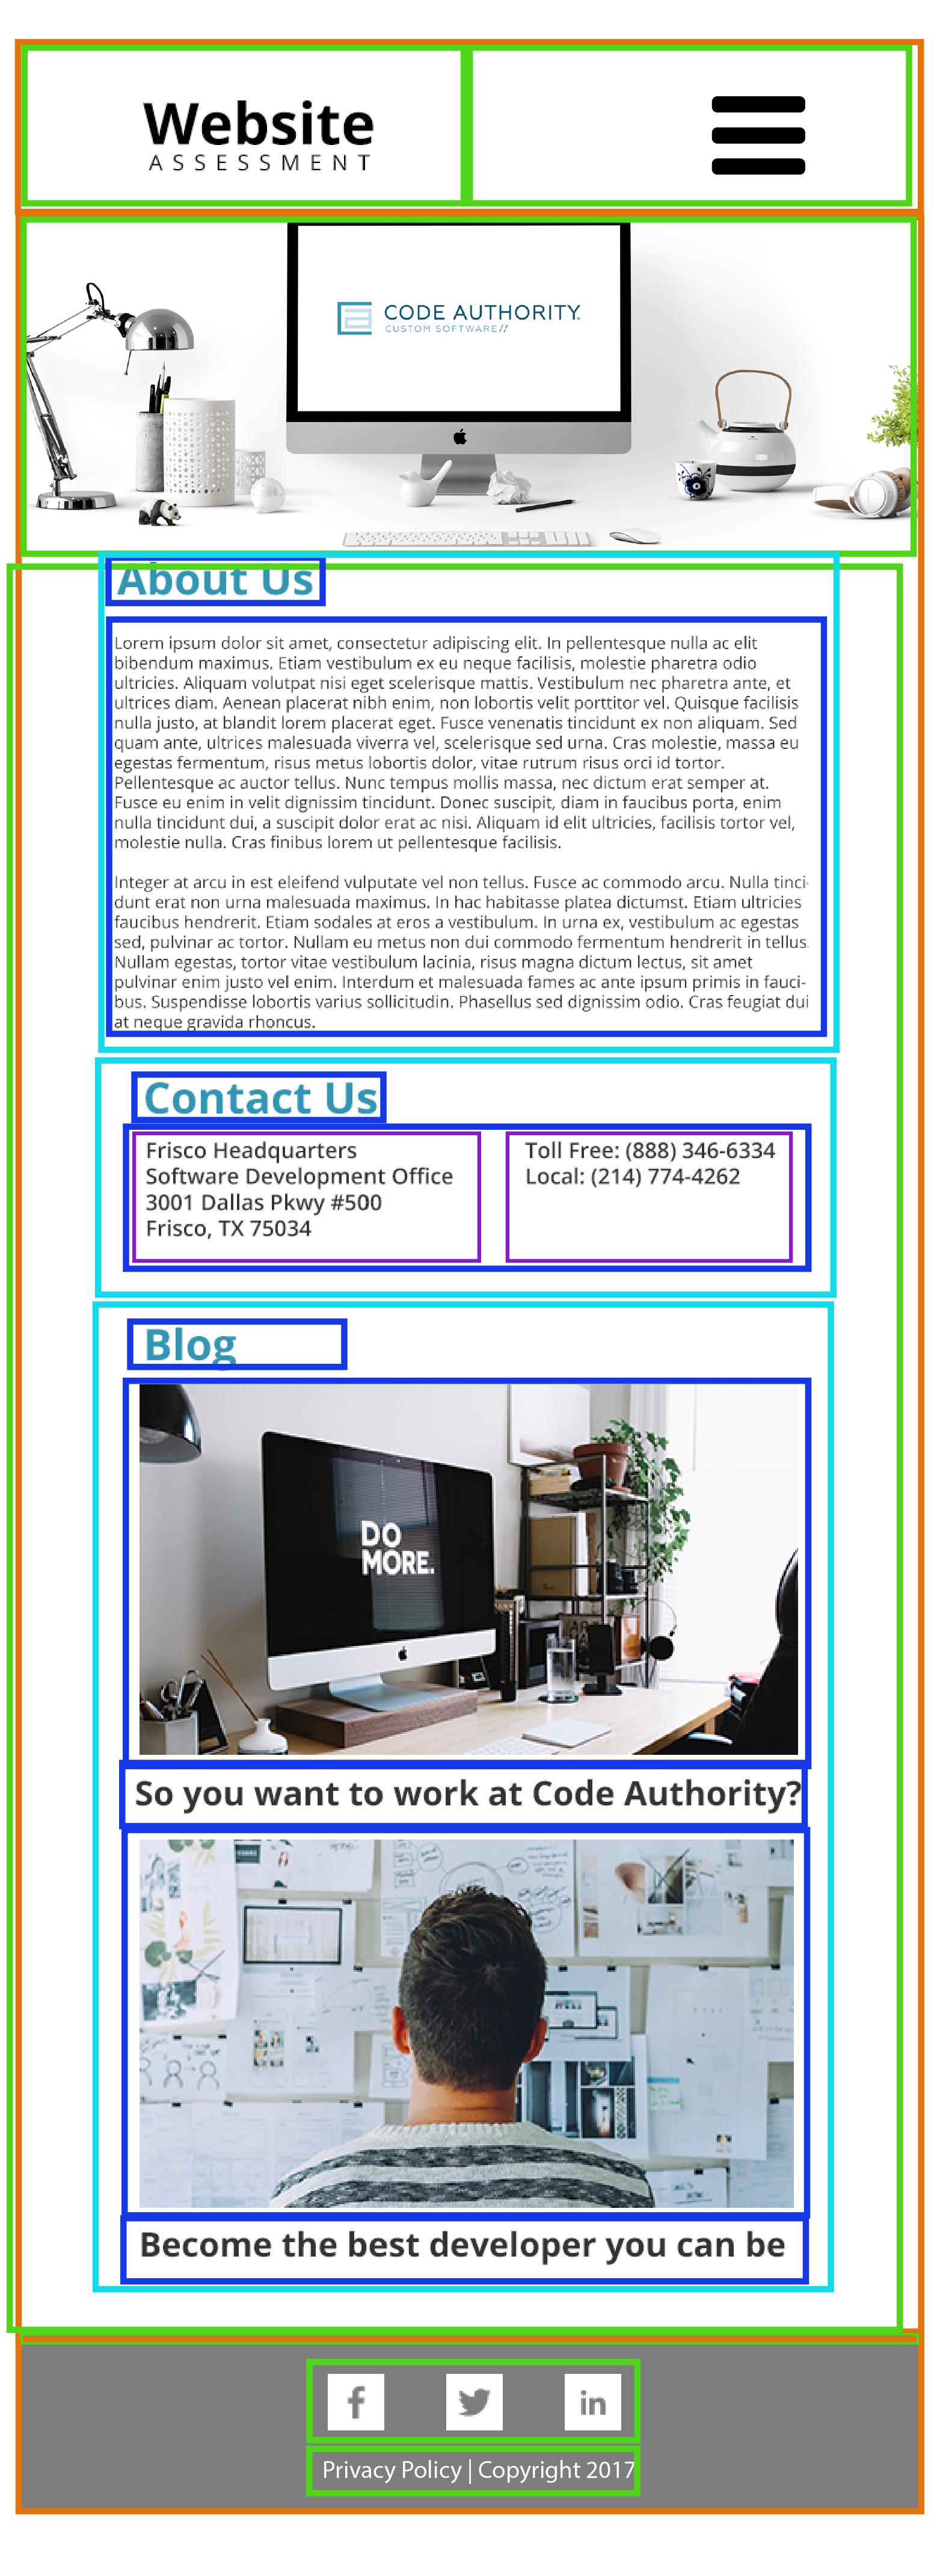 Website
ASSESSMENT
CODE AUTHORITY
CUSTOM SOFTWARE//
About Us
Lorem ipsum dolor sit amet, consectetur adipiscing elit. In pellentesque nulla ac elit
bibendum maximus. Etiam vestibulum ex eu neque facilisis, molestie pharetra odio
ultricies. Aliquam volutpat nisi eget scelerisque mattis. Vestibulum nec pharetra ante, et
ultrices diam. Aenean placerat nibh enim, non lobortis velit porttitor vel. Quisque facilisis
nulla justo, at blandit lorem placerat eget. Fusce venenatis tincidunt ex non aliquam. Sed
quam ante, ultrices malesuada viverra vel, scelerisque sed urna. Cras molestie, massa eu
egestas fermentum, risus metus lobortis dolor, vitae rutrum risus orci id tortor.
Pellentesque ac auctor tellus. Nunc tempus mollis massa, nec dictum erat semper at.
Fusce eu enim in velit dignissim tincidunt. Donec suscipit, diam in faucibus porta, enim
nulla tincidunt dui, a suscipit dolor erat ac nisi. Aliquam id elit ultricies, facilisis tortor vel,
molestie nulla. Cras finibus lorem ut pellentesque facilisis.
Integer at arcu in est eleifend vulputate vel non tellus. Fusce ac commodo arcu. Nulla tinci-
dunt erat non urna malesuada maximus. In hac habitasse platea dictumst. Etiam ultricies
faucibus hendrerit. Etiam sodales at eros a vestibulum. In urna ex, vestibulum ac egestas
sed, pulvinar ac tortor. Nullam eu metus non dui commodo fermentum hendrerit in tellus.
Nullam egestas, tortor vitae vestibulum lacinia, risus magna dictum lectus, sit amet
pulvinar enim justo vel enim. Interdum et malesuada fames ac ante ipsum primis in fauci-
bus. Suspendisse lobortis varius sollicitudin. Phasellus sed dignissim odio. Cras feugiat dui
at neque gravida rhoncus.
Contact Us
Frisco Headquarters
Software Development Office
3001 Dallas Pkwy #500
Frisco, TX 75034
Toll Free: (888) 346-6334
Local: (214) 774-4262
Blog
DO
MORE.
So you want to work at Code Authority?
Become the best developer you can be
f
in
Privacy Policy | Copyright 2017